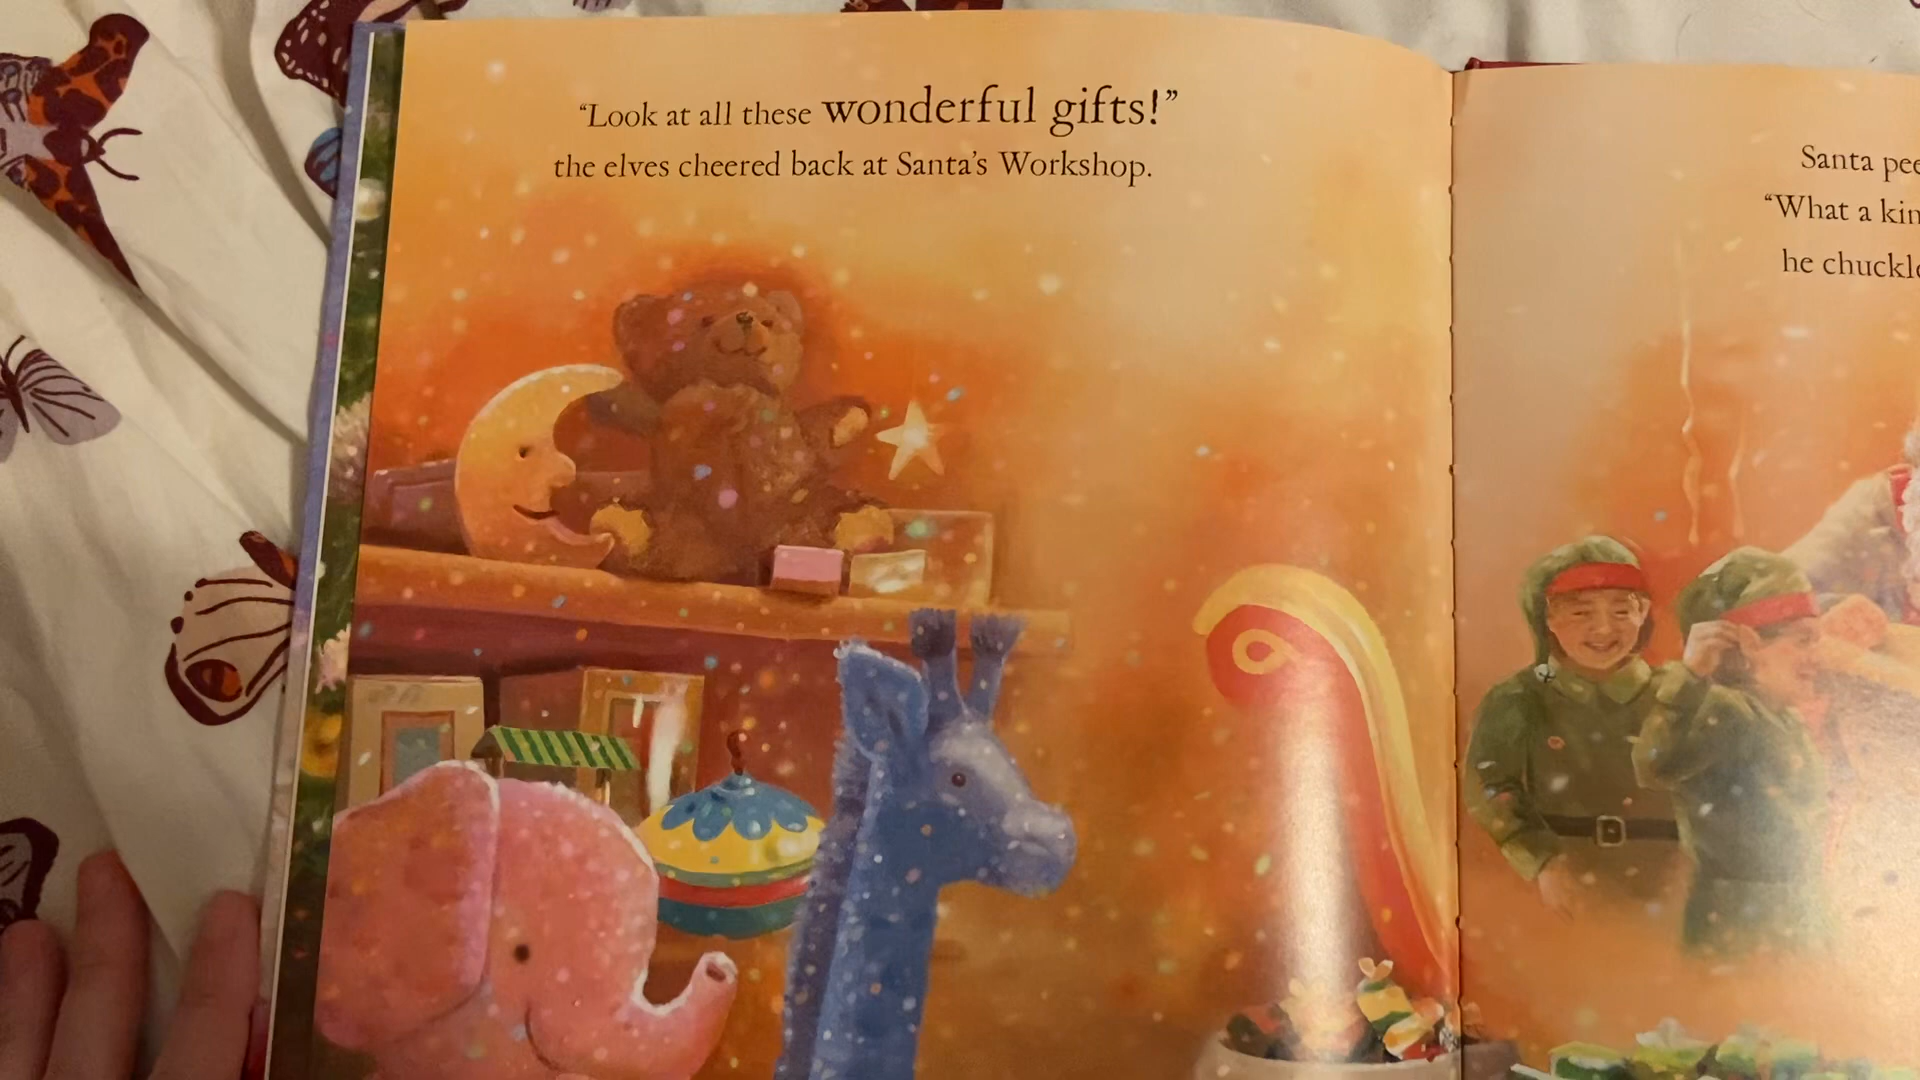 “Look at all these wonderful gifts!”
the elves cheered back at Santa’s Workshop.
Santa
“What a
he